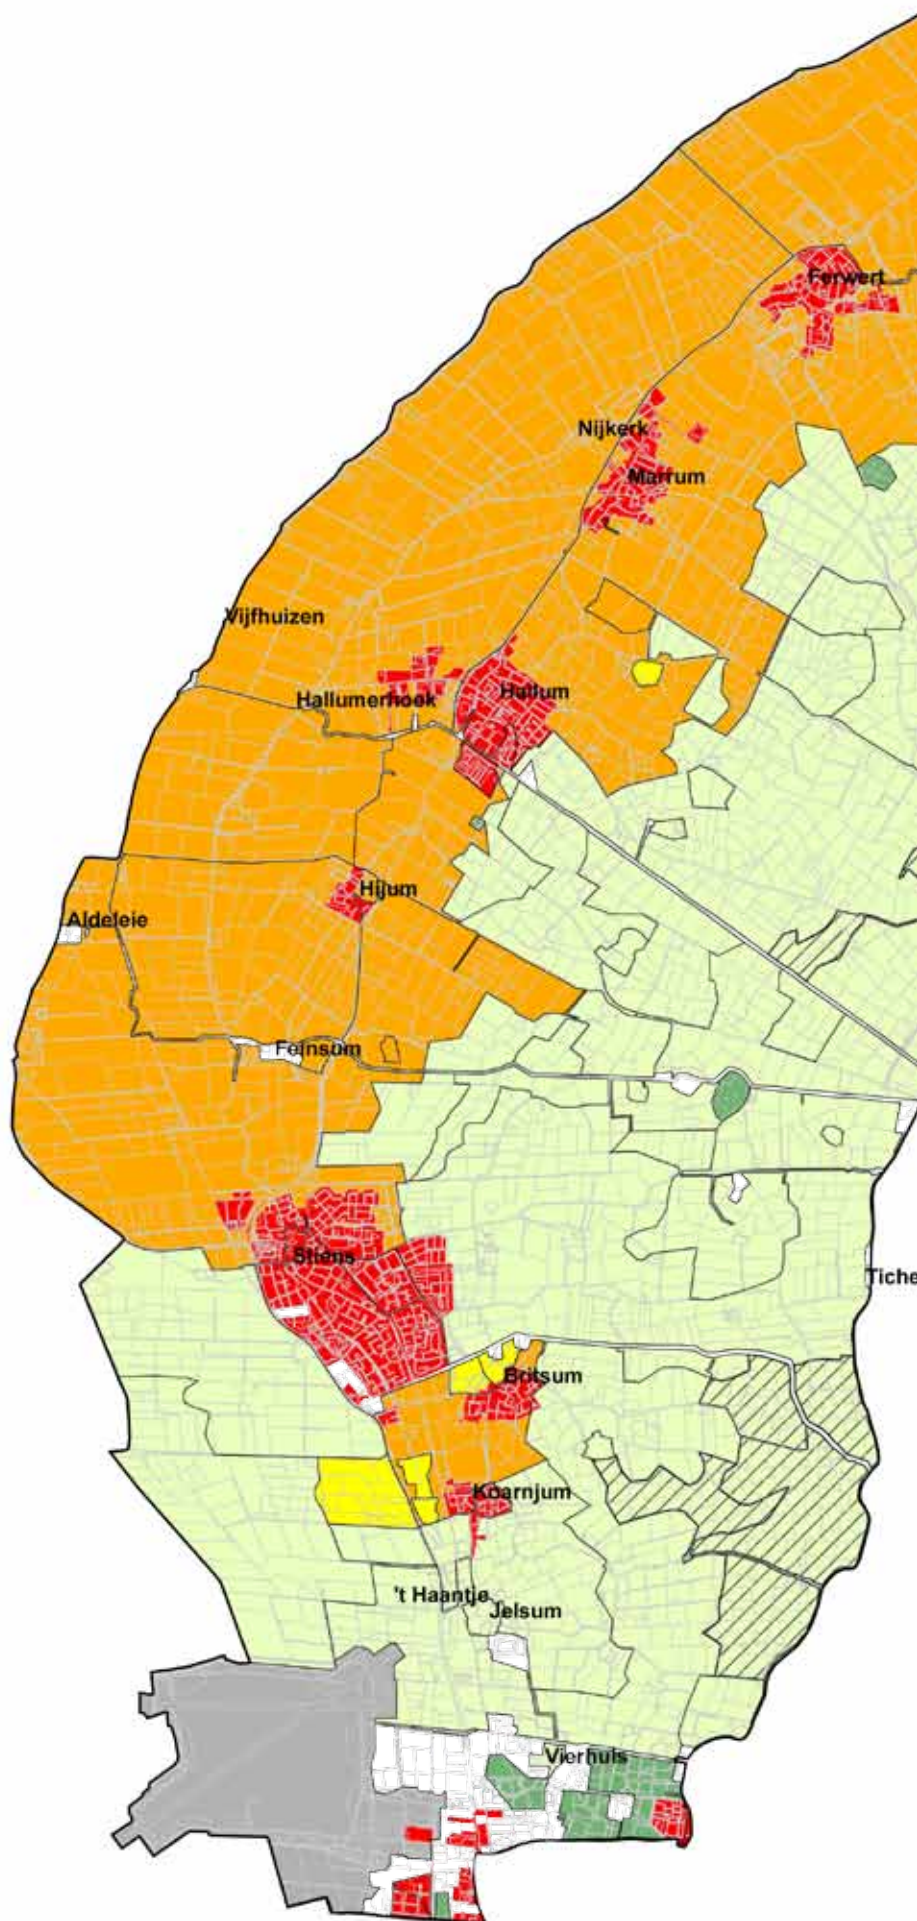 Ferwert
Nijkerk
Marrum
Vijfhuizen
Hallumerhoek
Hallum
Hijum
Aldeleie
Feinsum
Stiens
Tiche
Britsum
Koarnjum
't Haantje
Jelsum
Vierhuis